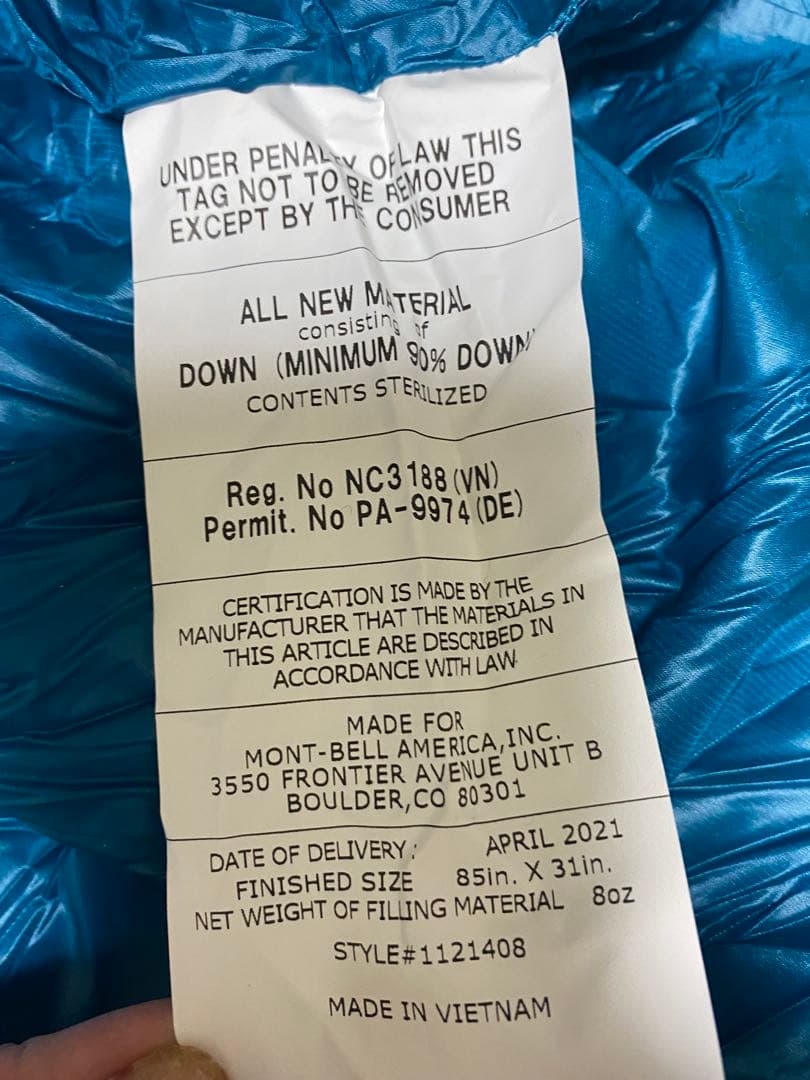 UNDER PENALTY OF LAW THIS
TAG NOT TO BE REMOVED
EXCEPT BY THE CONSUMER
ALL NEW MATERIAL
consisting of
DOWN (MINIMUM 90% DOWN)
CONTENTS STERILIZED
Reg. No NC3188(VN)
Permit. No PA-9974(DE)
CERTIFICATION IS MADE BY THE
MANUFACTURER THAT THE MATERIALS IN
THIS ARTICLE ARE DESCRIBED IN
ACCORDANCE WITH LAW
MADE FOR
MONT-BELL AMERICA,INC.
3550 FRONTIER AVENUE UNIT B
BOULDER,CO 80301
DATE OF DELIVERY: APRIL 2021
FINISHED SIZE 85in. X 31in.
NET WEIGHT OF FILLING MATERIAL 8oz
STYLE#1121408
MADE IN VIETNAM